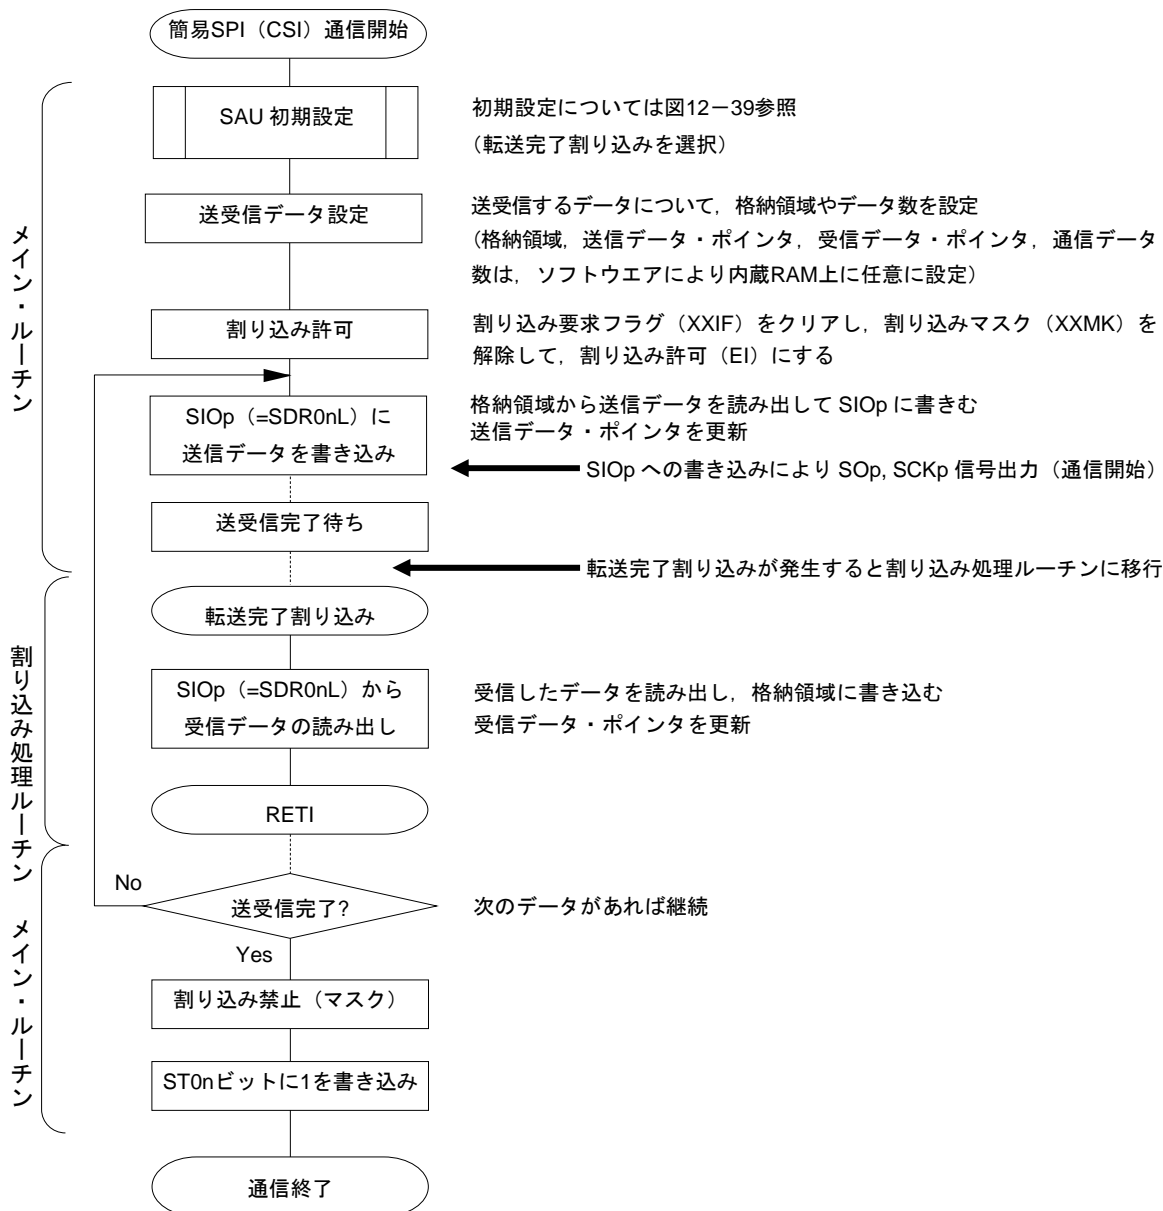 簡易SPI（CSI）通信開始
SAU 初期設定
初期設定については図12－39参照
（転送完了割り込みを選択）
送受信データ設定
送受信するデータについて，格納領域やデータ数を設定
(格納領域，送信データ・ポインタ，受信データ・ポインタ，通信データ
数は，ソフトウエアにより内蔵RAM上に任意に設定）
メイン・ルーチン
割り込み許可
割り込み要求フラグ（XXIF）をクリアし，割り込みマスク（XXMK）を
解除して，割り込み許可（EI）にする
SIOp（=SDR0nL）に
送信データを書き込み
格納領域から送信データを読み出して SIOp に書きむ
送信データ・ポインタを更新
SIOp への書き込みにより SOp, SCKp 信号出力（通信開始）
送受信完了待ち
転送完了割り込みが発生すると割り込み処理ルーチンに移行
転送完了割り込み
割り込み処理ルーチン
SIOp（=SDR0nL）から
受信データの読み出し
受信したデータを読み出し，格納領域に書き込む
受信データ・ポインタを更新
RETI
No
送受信完了?
次のデータがあれば継続
Yes
メイン・ルーチン
割り込み禁止（マスク）
ST0nビットに1を書き込み
通信終了